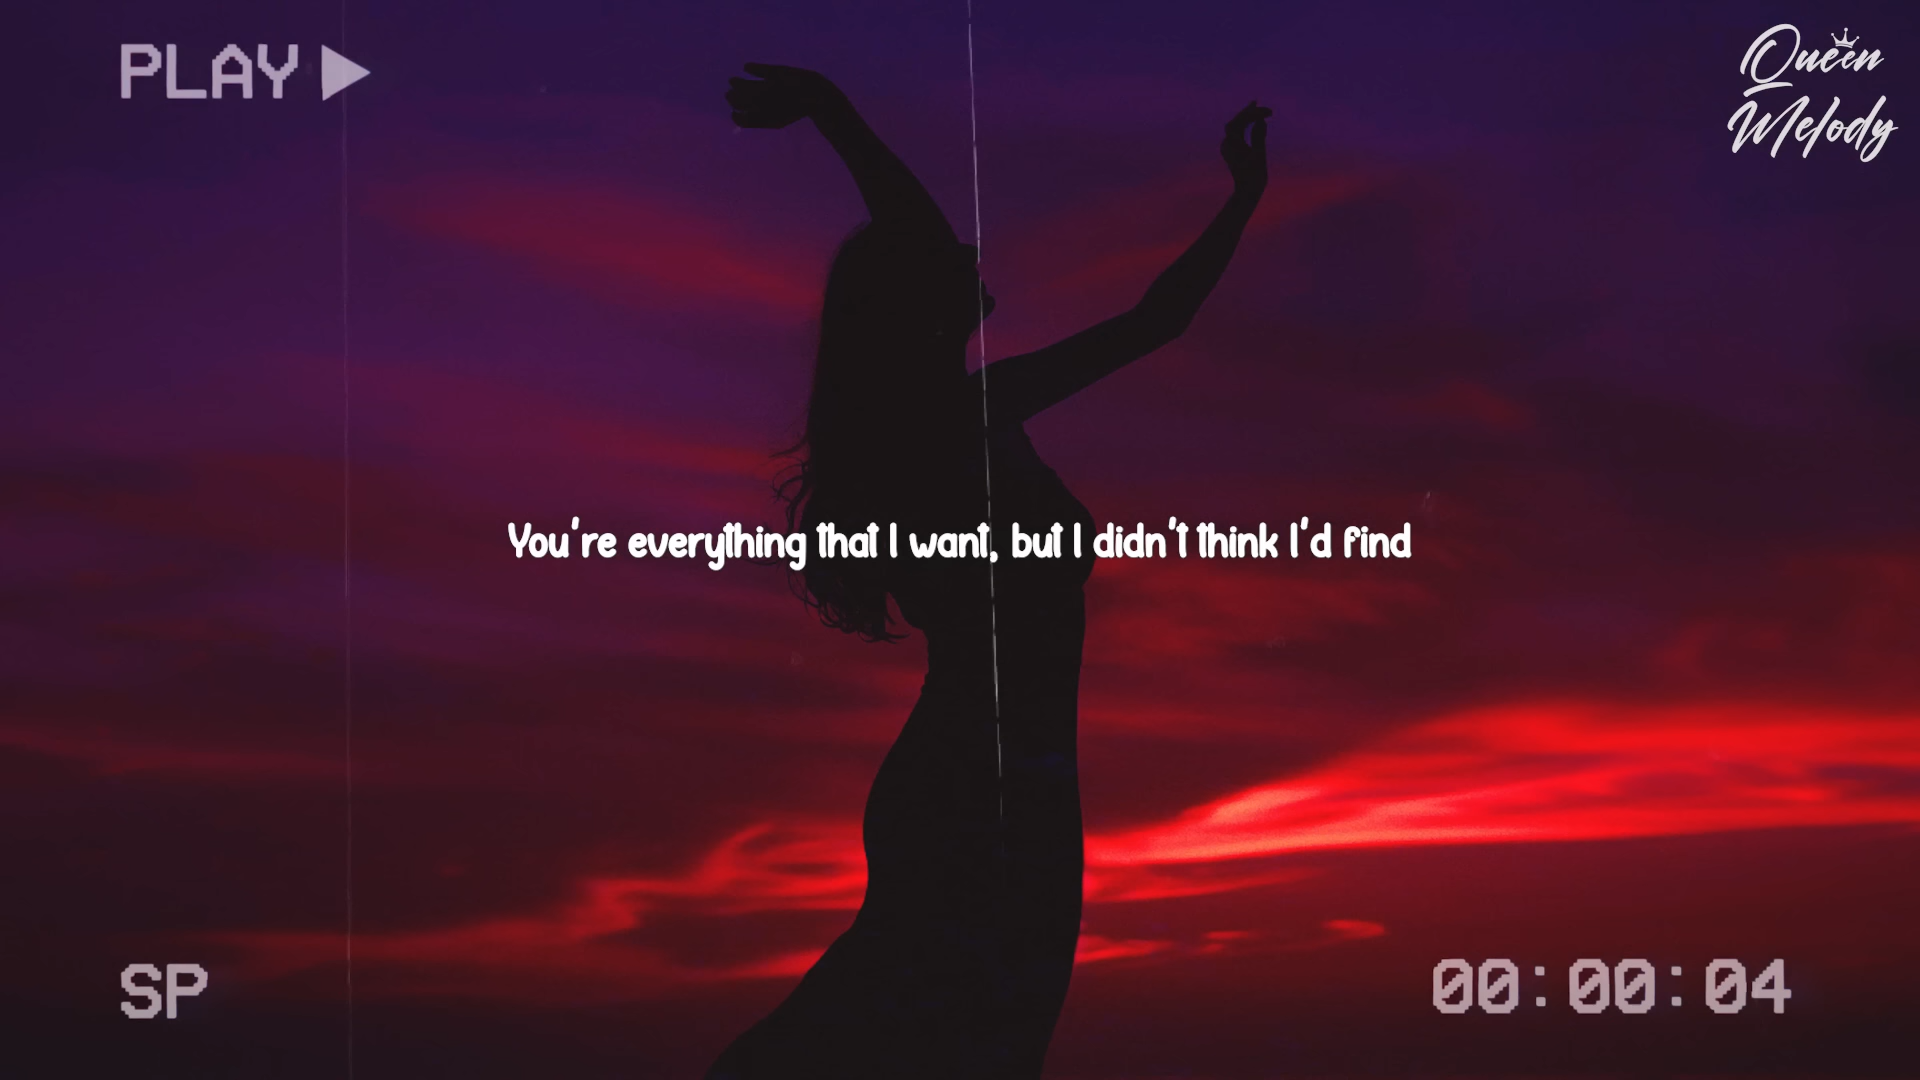 PLAY
Queen
Melody
You're everything that I want, but I didn't think I'd find
SP
00:00:04